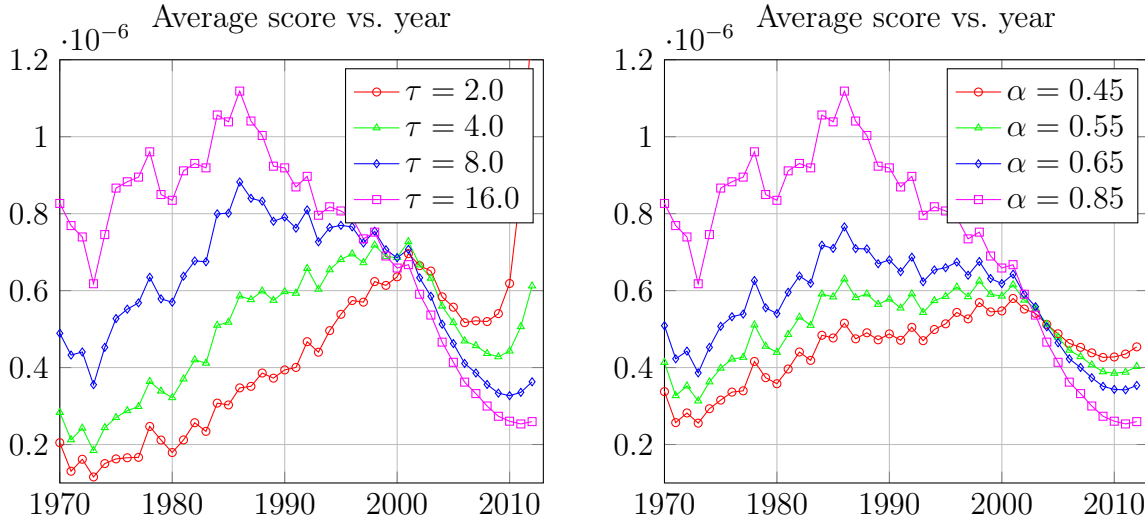 Average score vs. year
·10−6
1.2
1
0.8
0.6
0.4
0.2
1970 1980 1990 2000 2010
τ = 2.0
τ = 4.0
τ = 8.0
τ = 16.0
Average score vs. year
·10−6
1.2
1
0.8
0.6
0.4
0.2
1970 1980 1990 2000 2010
α = 0.45
α = 0.55
α = 0.65
α = 0.85